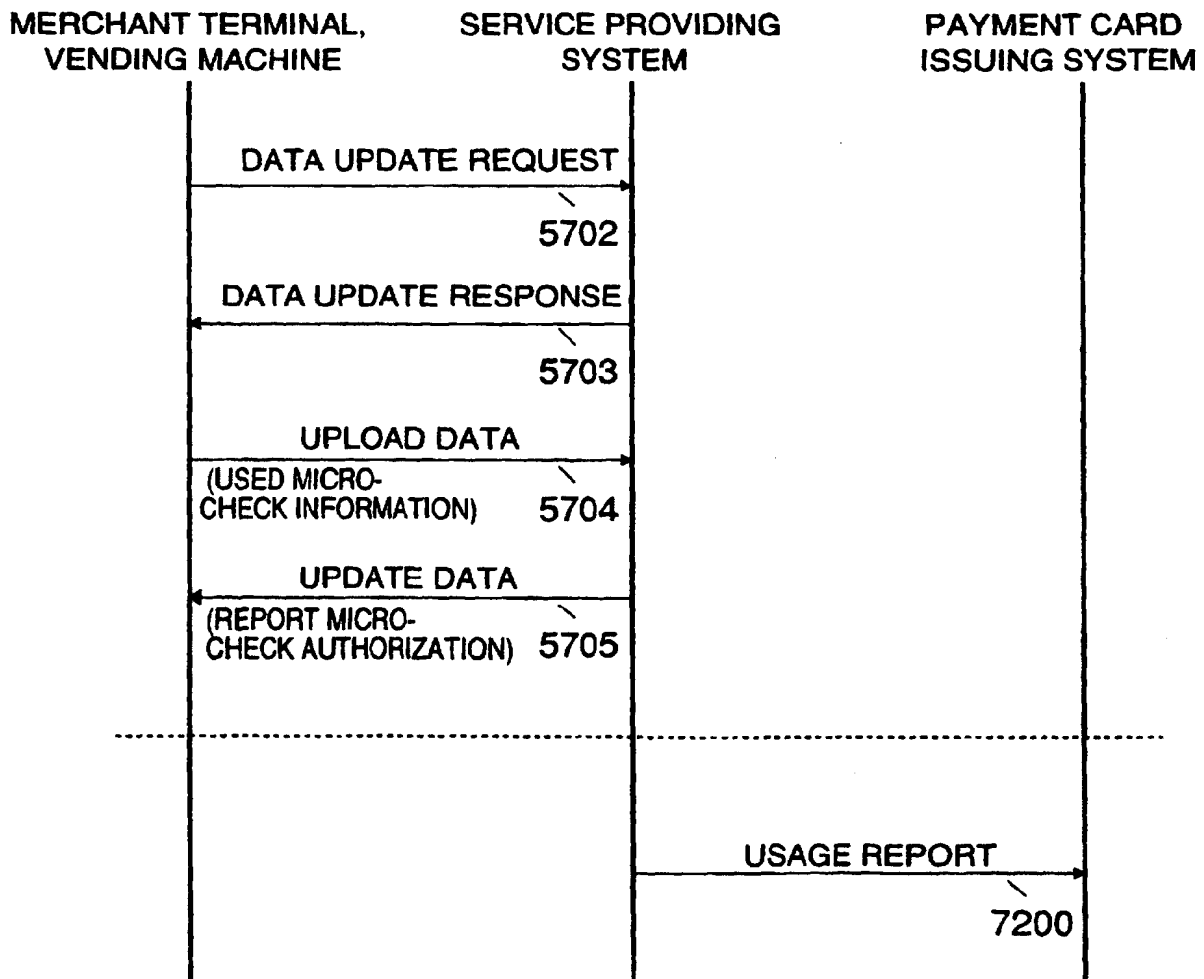 MERCHANT TERMINAL,
VENDING MACHINE
SERVICE PROVIDING
SYSTEM
PAYMENT CARD
ISSUING SYSTEM
DATA UPDATE REQUEST
5702
DATA UPDATE RESPONSE
5703
UPLOAD DATA
(USED MICRO-
CHECK INFORMATION)
5704
UPDATE DATA
(REPORT MICRO-
CHECK AUTHORIZATION)
5705
USAGE REPORT
7200